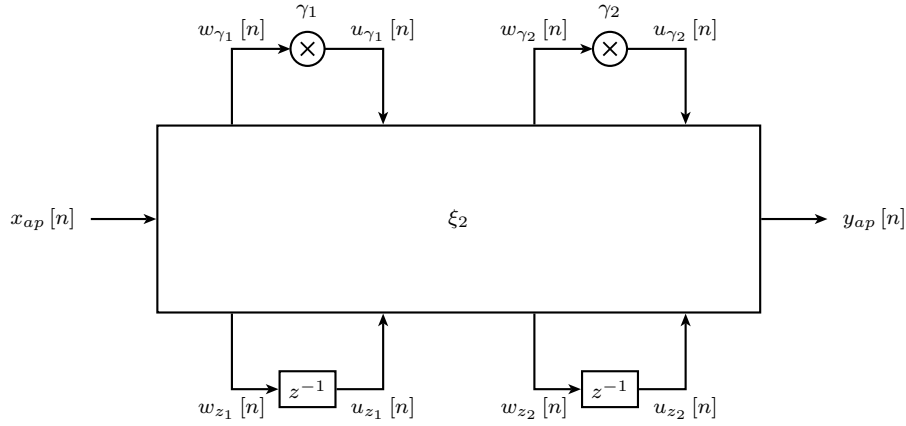 γ₁ γ₂
w_{γ₁}[n] u_{γ₁}[n] w_{γ₂}[n] u_{γ₂}[n]
x_{ap}[n] ξ₂ y_{ap}[n]
z⁻¹ z⁻¹
w_{z₁}[n] u_{z₁}[n] w_{z₂}[n] u_{z₂}[n]